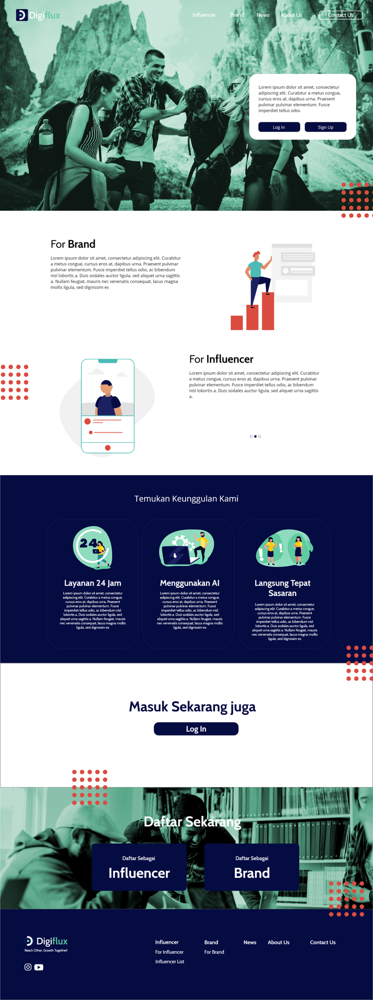 Digiflux
Influencer
Brand
News
About Us
Contact Us
Lorem ipsum dolor sit amet, consectetur
adipiscing elit. Curabitur a metus congue,
cursus eros at, dapibus urna. Praesent
pulvinar pulvinar elementum. Fusce
imperdiet tellus odio.
Log in
Sign Up
For Brand
Lorem ipsum dolor sit amet, consectetur adipiscing elit. Curabitur
a metus congue, cursus eros at, dapibus urna. Praesent pulvinar
pulvinar elementum. Fusce imperdiet tellus odio, ac bibendum
nisl lobortis a. Duis sodales auctor ligula, sed aliquet urna sagittis
a. Nullam feugiat, mauris nec venenatis consequat, lacus magna
mollis ligula, sed dignissim es
For Influencer
Lorem ipsum dolor sit amet, consectetur adipiscing elit. Curabitur
a metus congue, cursus eros at, dapibus urna. Praesent pulvinar
pulvinar elementum. Fusce imperdiet tellus odio, ac bibendum
nisl lobortis a. Duis sodales auctor ligula, sed aliquet urna sagittis
a.
Temukan Keunggulan Kami
24
Layanan 24 Jam
Lorem ipsum dolor sit amet, consectetur
adipiscing elit. Curabitur a metus congue,
cursus eros at, dapibus urna. Praesent
pulvinar pulvinar elementum. Fusce
imperdiet tellus odio, ac bibendum nisl
lobortis a. Duis sodales auctor ligula, sed
aliquet urna sagittis a. Nullam feugiat, mauris
nec venenatis consequat, lacus magna mollis
ligula, sed dignissim es
Menggunakan AI
Lorem ipsum dolor sit amet, consectetur
adipiscing elit. Curabitur a metus congue,
cursus eros at, dapibus urna. Praesent
pulvinar pulvinar elementum. Fusce
imperdiet tellus odio, ac bibendum nisl
lobortis a. Duis sodales auctor ligula, sed
aliquet urna sagittis a. Nullam feugiat, mauris
nec venenatis consequat, lacus magna mollis
ligula, sed dignissim es
! !
Langsung Tepat
Sasaran
Lorem ipsum dolor sit amet, consectetur
adipiscing elit. Curabitur a metus congue,
cursus eros at, dapibus urna. Praesent
pulvinar pulvinar elementum. Fusce
imperdiet tellus odio, ac bibendum nisl
lobortis a. Duis sodales auctor ligula, sed
aliquet urna sagittis a. Nullam feugiat, mauris
nec venenatis consequat, lacus magna mollis
ligula, sed dignissim es
Masuk Sekarang juga
Log In
Daftar Sekarang
Daftar Sebagai
Influencer
Daftar Sebagai
Brand
Digiflux
Reach Other, Growth Together!
Influencer
For Influencer
Influencer List
Brand
For Brand
News
About Us
Contact Us